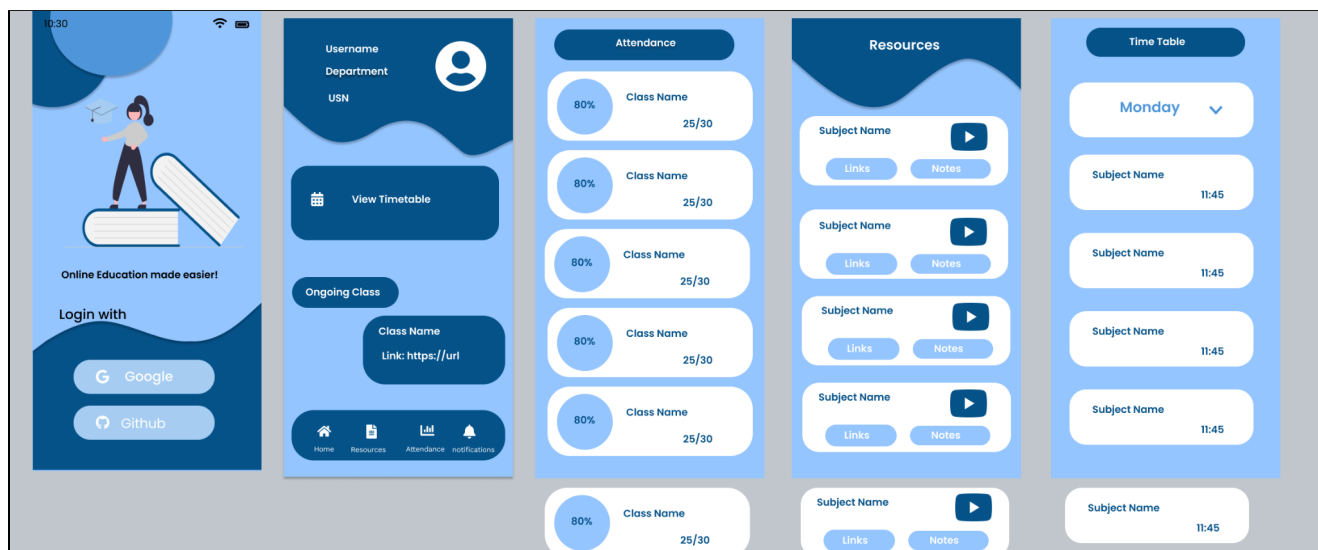 10:30
Online Education made easier!
Login with
Google
Github
Username
Department
USN
View Timetable
Ongoing Class
Class Name
Link: https://url
Home Resources Attendance notifications
Attendance
80% Class Name
25/30
80% Class Name
25/30
80% Class Name
25/30
80% Class Name
25/30
80% Class Name
25/30
80% Class Name
25/30
Resources
Subject Name
Links Notes
Subject Name
Links Notes
Subject Name
Links Notes
Subject Name
Links Notes
Subject Name
Links Notes
Time Table
Monday
Subject Name
11:45
Subject Name
11:45
Subject Name
11:45
Subject Name
11:45
Subject Name
11:45